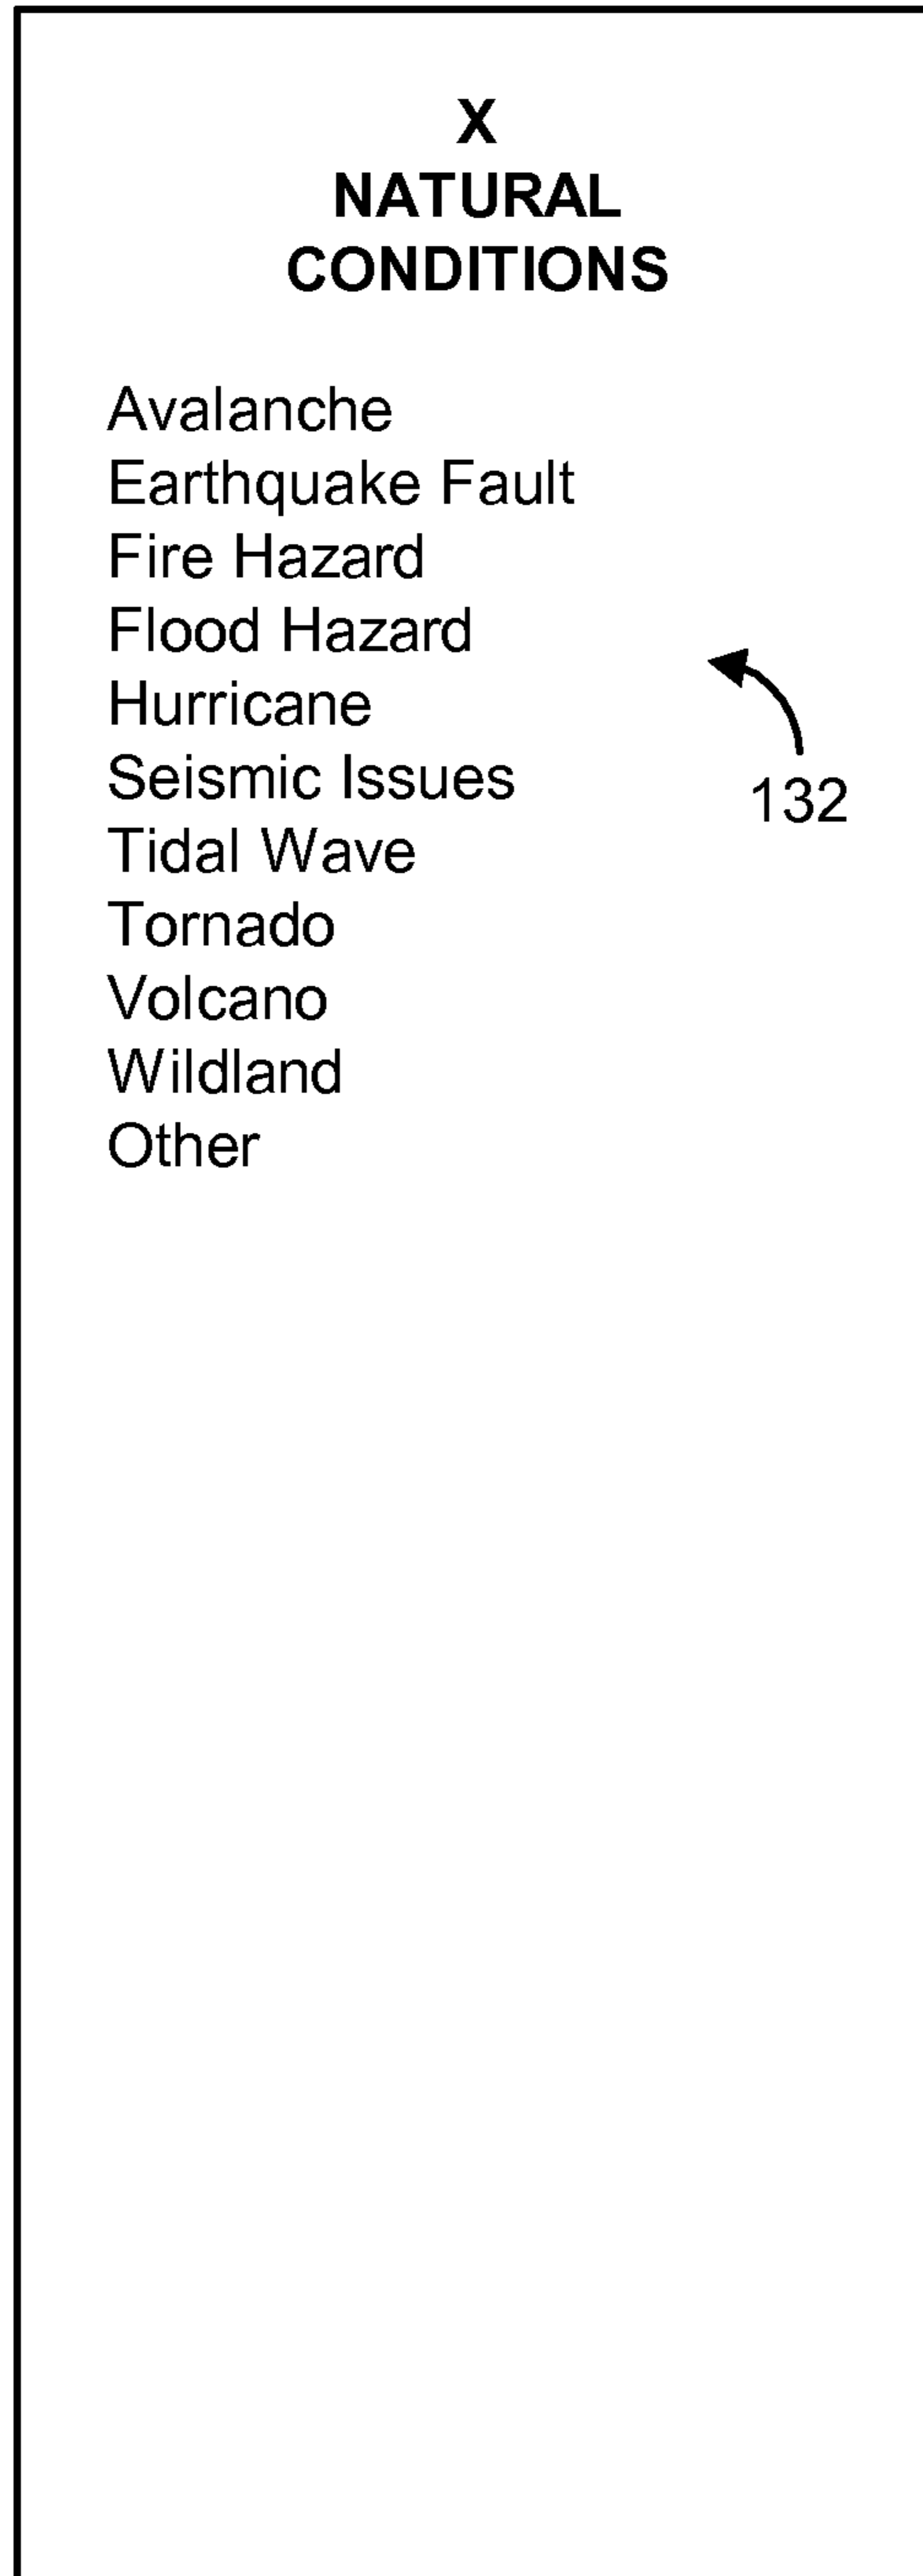 X
NATURAL
CONDITIONS
Avalanche
Earthquake Fault
Fire Hazard
Flood Hazard
Hurricane
Seismic Issues
Tidal Wave
Tornado
Volcano
Wildland
Other
132